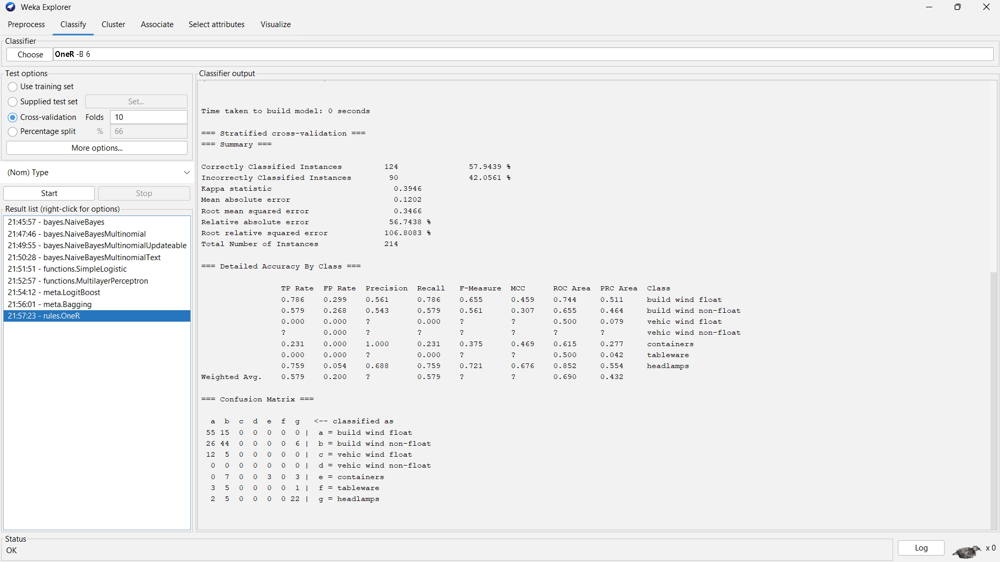 Weka Explorer
Preprocess Classify Cluster Associate Select attributes Visualize
Classifier
Choose OneR -B 6
Test options
Use training set
Supplied test set Set...
Cross-validation Folds 10
Percentage split % 66
More options...
(Nom) Type
Start Stop
Result list (right-click for options)
21:45:57 - bayes.NaiveBayes
21:47:46 - bayes.NaiveBayesMultinomial
21:49:55 - bayes.NaiveBayesMultinomialUpdateable
21:50:28 - bayes.NaiveBayesMultinomialText
21:51:51 - functions.SimpleLogistic
21:52:57 - functions.MultilayerPerceptron
21:54:12 - meta.LogitBoost
21:56:01 - meta.Bagging
21:57:23 - rules.OneR
Classifier output
Time taken to build model: 0 seconds
=== Stratified cross-validation ===
=== Summary ===
Correctly Classified Instances 124 57.9439 %
Incorrectly Classified Instances 90 42.0561 %
Kappa statistic 0.3946
Mean absolute error 0.1202
Root mean squared error 0.3466
Relative absolute error 56.7438 %
Root relative squared error 106.8083 %
Total Number of Instances 214
=== Detailed Accuracy By Class ===
TP Rate FP Rate Precision Recall F-Measure MCC ROC Area PRC Area Class
0.786 0.299 0.561 0.786 0.655 0.459 0.744 0.511 build wind float
0.579 0.268 0.543 0.579 0.561 0.307 0.655 0.464 build wind non-float
0.000 0.000 ? 0.000 ? ? 0.500 0.079 vehic wind float
? 0.000 ? ? ? ? ? ? vehic wind non-float
0.231 0.000 1.000 0.231 0.375 0.469 0.615 0.277 containers
0.000 0.000 ? 0.000 ? ? 0.500 0.042 tableware
0.759 0.054 0.688 0.759 0.721 0.676 0.852 0.554 headlamps
Weighted Avg. 0.579 0.200 ? 0.579 ? ? 0.690 0.432
=== Confusion Matrix ===
a b c d e f g <-- classified as
55 15 0 0 0 0 0 | a = build wind float
26 44 0 0 0 0 6 | b = build wind non-float
12 5 0 0 0 0 0 | c = vehic wind float
0 0 0 0 0 0 0 | d = vehic wind non-float
0 7 0 0 3 0 3 | e = containers
3 5 0 0 0 0 1 | f = tableware
2 5 0 0 0 0 22 | g = headlamps
Status
OK
Log x 0